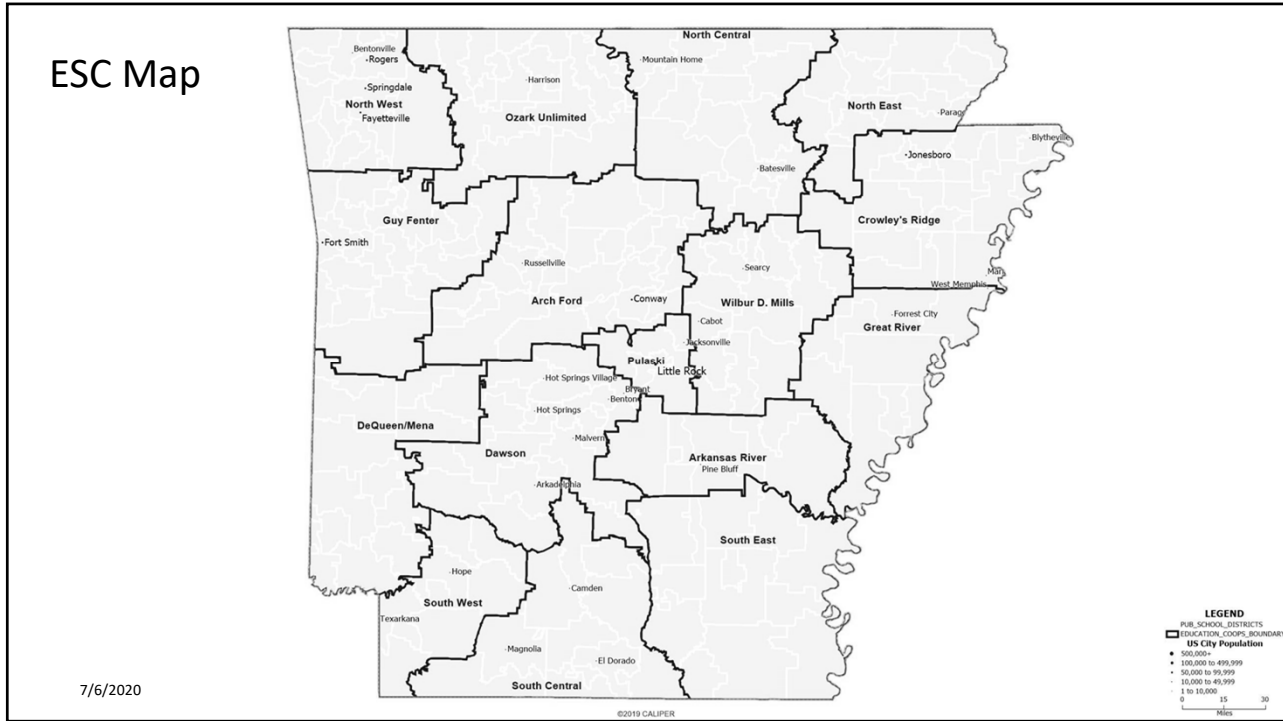 ESC Map
North Central
Bentonville
Rogers
Mountain Home
Harrison
Springdale
North West
North East
Fayetteville
Ozark Unlimited
Parag
Blytheville
Jonesboro
Batesville
Guy Fenter
Crowley's Ridge
Fort Smith
Russellville
Searcy
Mar
West Memphis
Arch Ford
Conway
Wilbur D. Mills
Forrest City
Great River
Cabot
Jacksonville
Pulaski
Little Rock
Hot Springs Village
Bryant
Benton
Hot Springs
DeQueen/Mena
Malvern
Dawson
Arkansas River
Pine Bluff
Arkadelphia
South East
Hope
Camden
South West
Texarkana
Magnolia
El Dorado
South Central
LEGEND
PUB_SCHOOL_DISTRICTS
EDUCATION_COOPS_BOUNDARY
US City Population
500,000+
100,000 to 499,999
50,000 to 99,999
10,000 to 49,999
1 to 10,000
0 15 30
Miles
7/6/2020
©2019 CALIPER